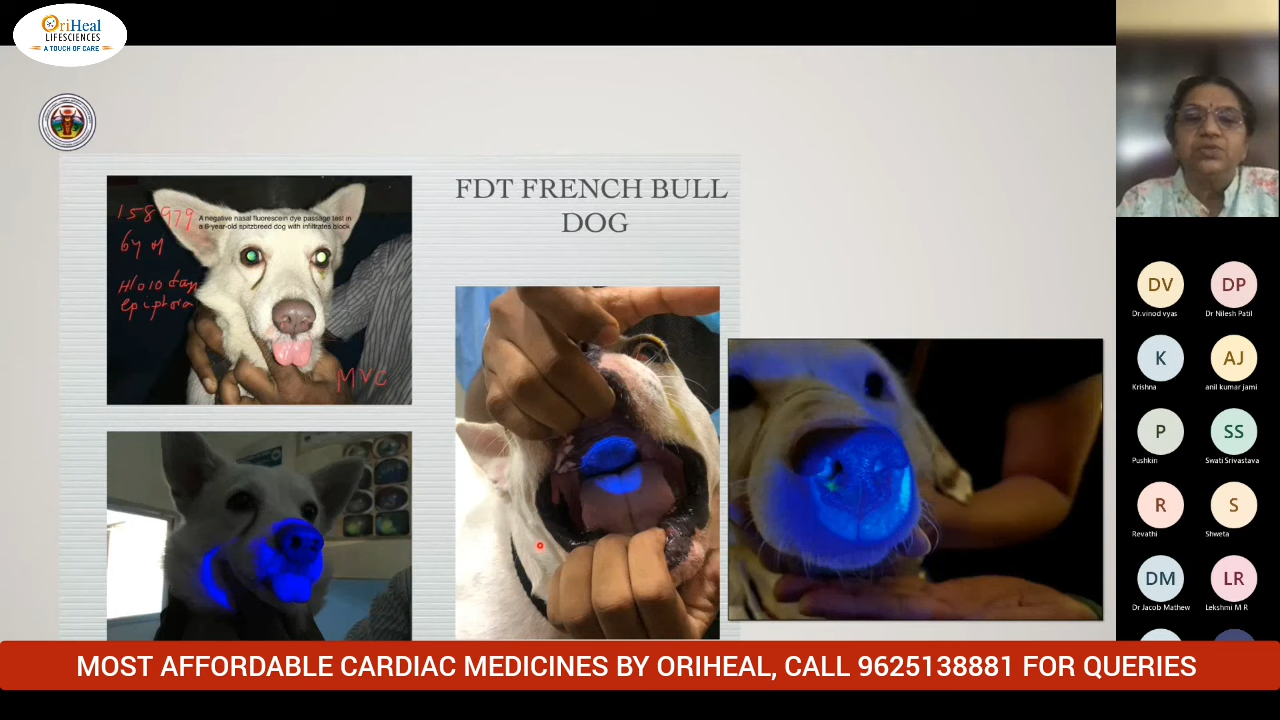 OriHeal
LIFESCIENCES
A TOUCH OF CARE
158979
6y M
H/o 10 days
epiphora
A negative nasal fluorescein dye passage test in
a 6-year-old spitzbreed dog with infiltrates block
MVC
FDT FRENCH BULL
DOG
DV
Dr.vinod vyas
DP
Dr Nilesh Patil
K
Krishna
AJ
anil kumar jami
P
Pushkin
SS
Swati Srivastava
R
Revathi
S
Shweta
DM
Dr Jacob Mathew
LR
Lekshmi M R
MOST AFFORDABLE CARDIAC MEDICINES BY ORIHEAL, CALL 9625138881 FOR QUERIES